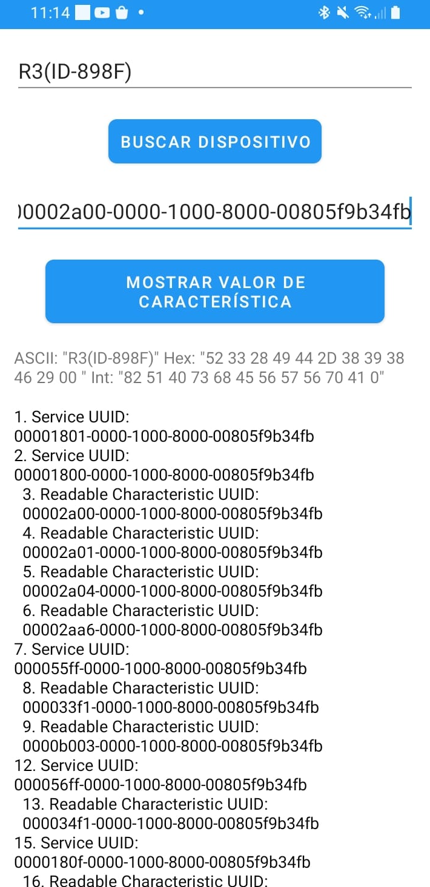 11:14
R3(ID-898F)
BUSCAR DISPOSITIVO
00002a00-0000-1000-8000-00805f9b34fb
MOSTRAR VALOR DE
CARACTERÍSTICA
ASCII: "R3(ID-898F)" Hex: "52 33 28 49 44 2D 38 39 38
46 29 00 " Int: "82 51 40 73 68 45 56 57 56 70 41 0"
1. Service UUID:
00001801-0000-1000-8000-00805f9b34fb
2. Service UUID:
00001800-0000-1000-8000-00805f9b34fb
3. Readable Characteristic UUID:
00002a00-0000-1000-8000-00805f9b34fb
4. Readable Characteristic UUID:
00002a01-0000-1000-8000-00805f9b34fb
5. Readable Characteristic UUID:
00002a04-0000-1000-8000-00805f9b34fb
6. Readable Characteristic UUID:
00002aa6-0000-1000-8000-00805f9b34fb
7. Service UUID:
000055ff-0000-1000-8000-00805f9b34fb
8. Readable Characteristic UUID:
000033f1-0000-1000-8000-00805f9b34fb
9. Readable Characteristic UUID:
0000b003-0000-1000-8000-00805f9b34fb
12. Service UUID:
000056ff-0000-1000-8000-00805f9b34fb
13. Readable Characteristic UUID:
000034f1-0000-1000-8000-00805f9b34fb
15. Service UUID:
0000180f-0000-1000-8000-00805f9b34fb
16. Readable Characteristic UUID: